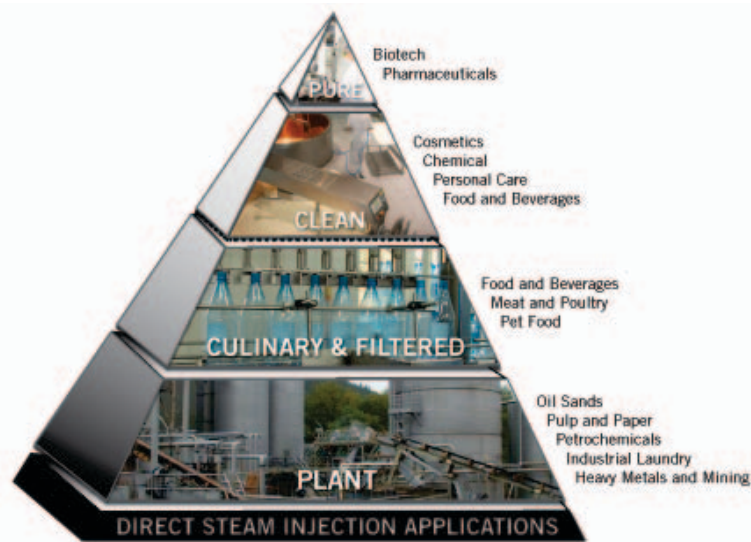 PURE
Biotech
Pharmaceuticals
CLEAN
Cosmetics
Chemical
Personal Care
Food and Beverages
CULINARY & FILTERED
Food and Beverages
Meat and Poultry
Pet Food
PLANT
Oil Sands
Pulp and Paper
Petrochemicals
Industrial Laundry
Heavy Metals and Mining
DIRECT STEAM INJECTION APPLICATIONS